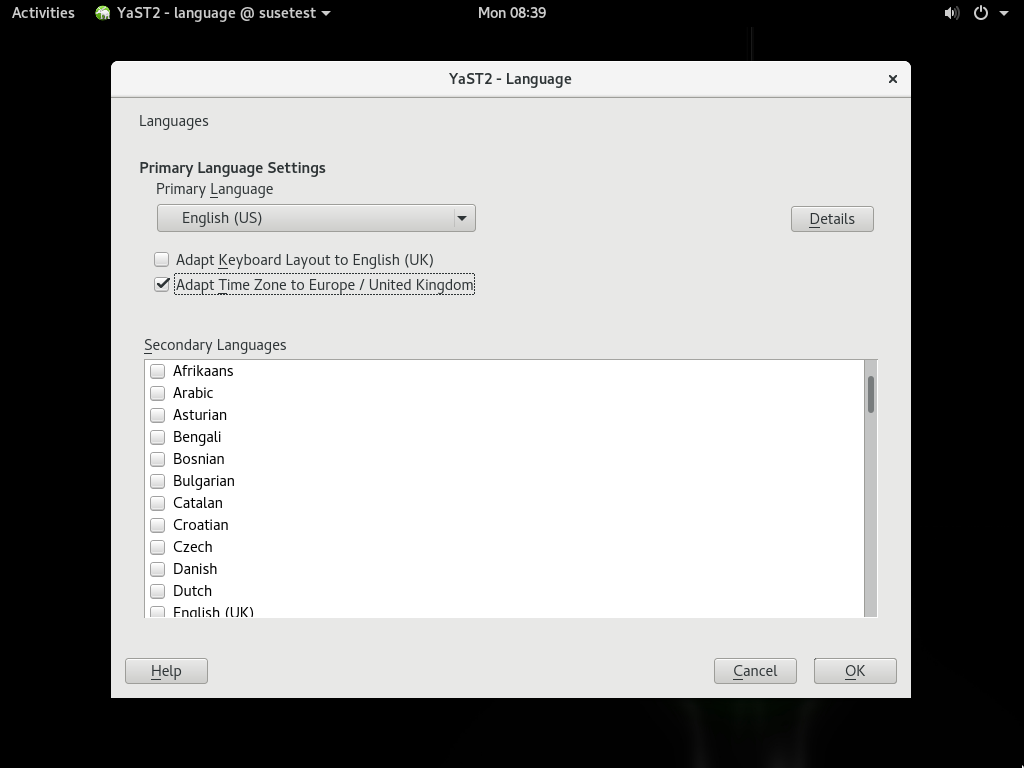 Activities YaST2 - language @ susetest Mon 08:39
YaST2 - Language
Languages
Primary Language Settings
Primary Language
English (US)
Details
Adapt Keyboard Layout to English (UK)
Adapt Time Zone to Europe / United Kingdom
Secondary Languages
Afrikaans
Arabic
Asturian
Bengali
Bosnian
Bulgarian
Catalan
Croatian
Czech
Danish
Dutch
English (UK)
Help Cancel OK